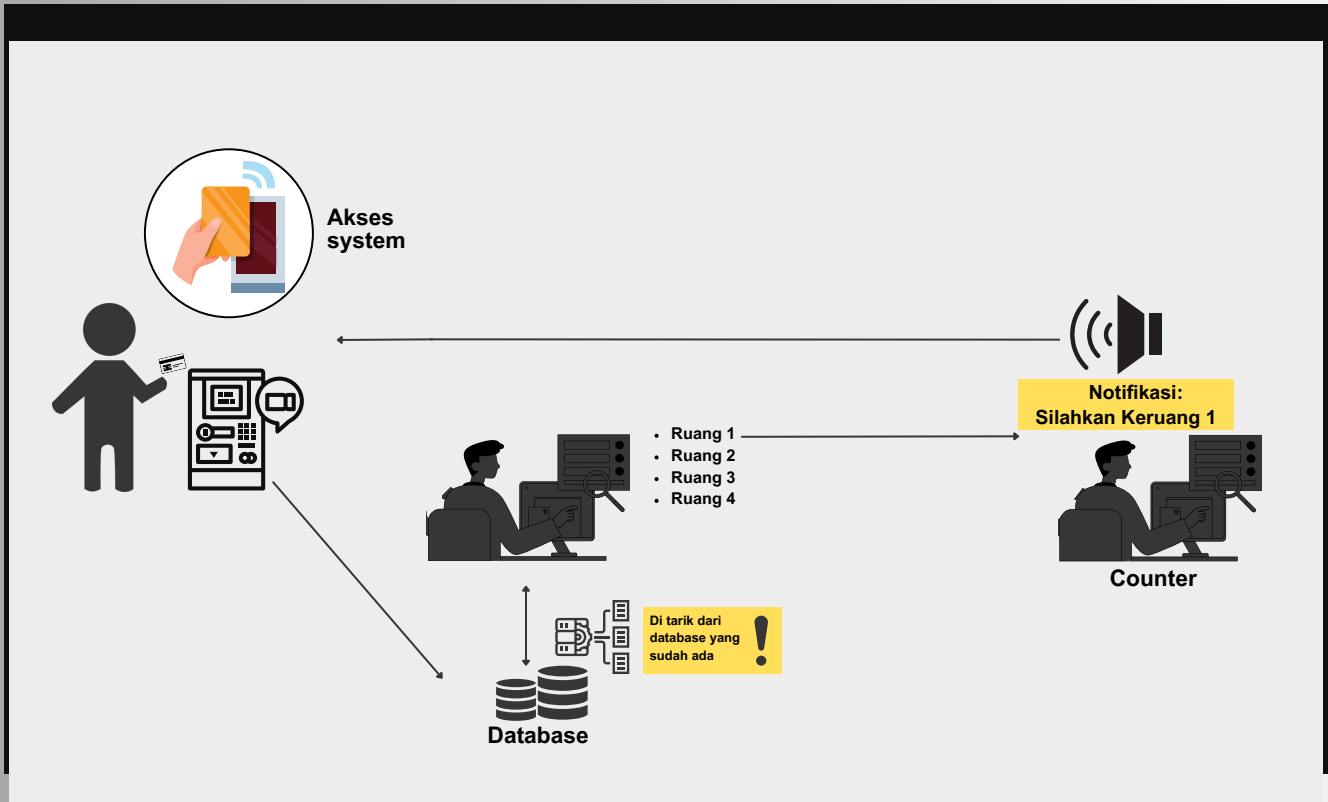 Akses
system
Notifikasi:
Silahkan Keruang 1
Ruang 1
Ruang 2
Ruang 3
Ruang 4
Counter
Di tarik dari
database yang
sudah ada
Database